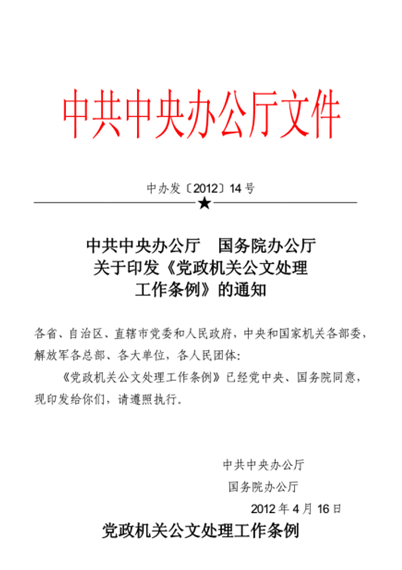 中共中央办公厅文件
中办发〔2012〕14号
中共中央办公厅　国务院办公厅
关于印发《党政机关公文处理
工作条例》的通知
各省、自治区、直辖市党委和人民政府，中央和国家机关各部委，
解放军各总部、各大单位，各人民团体：
《党政机关公文处理工作条例》已经党中央、国务院同意，
现印发给你们，请遵照执行。
中共中央办公厅
国务院办公厅
2012 年 4 月 16 日
党政机关公文处理工作条例